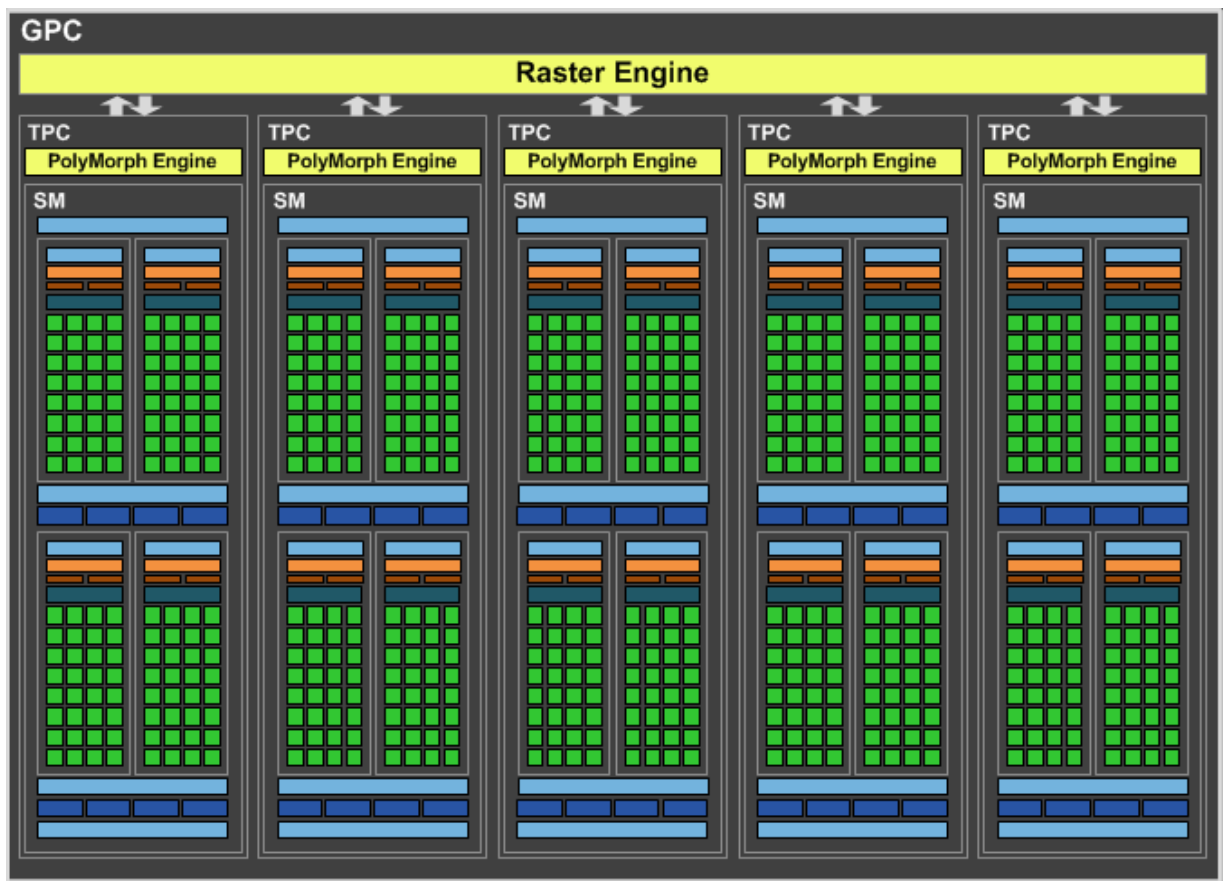 GPC
Raster Engine
TPC TPC TPC TPC TPC
PolyMorph Engine PolyMorph Engine PolyMorph Engine PolyMorph Engine PolyMorph Engine
SM SM SM SM SM